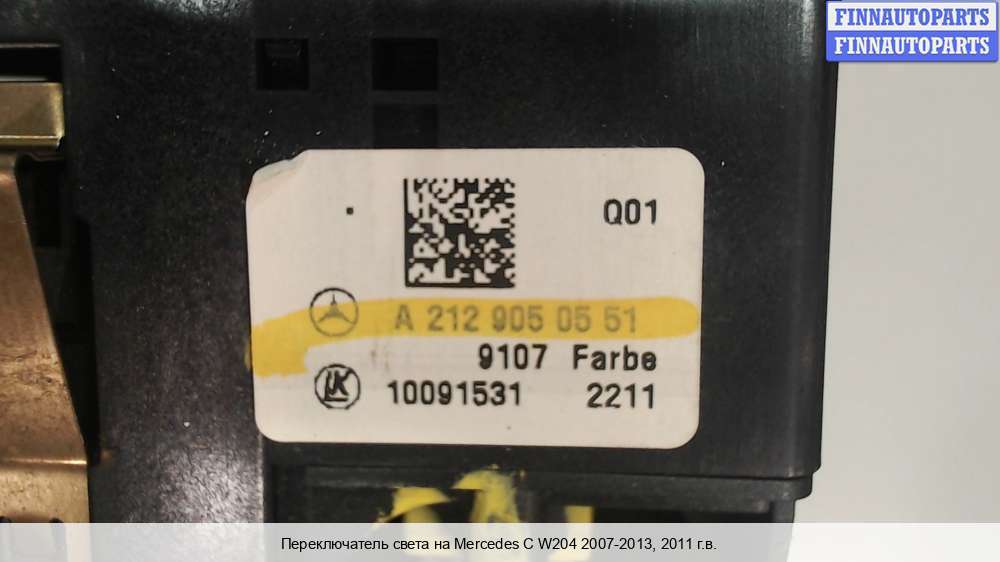 FINNAUTOPARTS
FINNAUTOPARTS
Q01
A 212 905 05 51
9107 Farbe
10091531 2211
Переключатель света на Mercedes C W204 2007-2013, 2011 г.в.